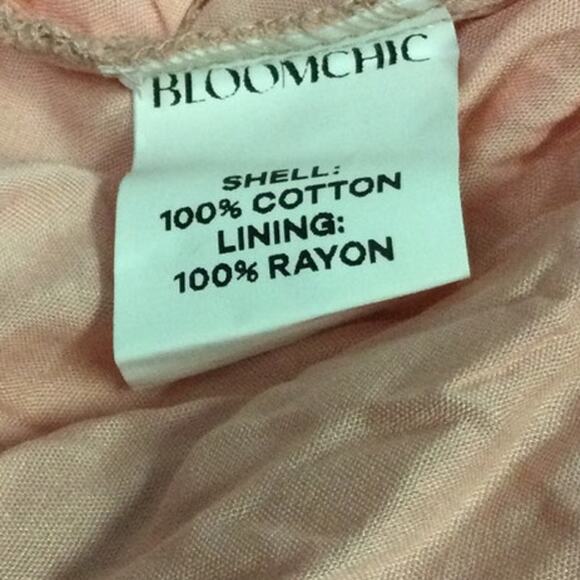 BLOOMCHIC
SHELL:
100% COTTON
LINING:
100% RAYON